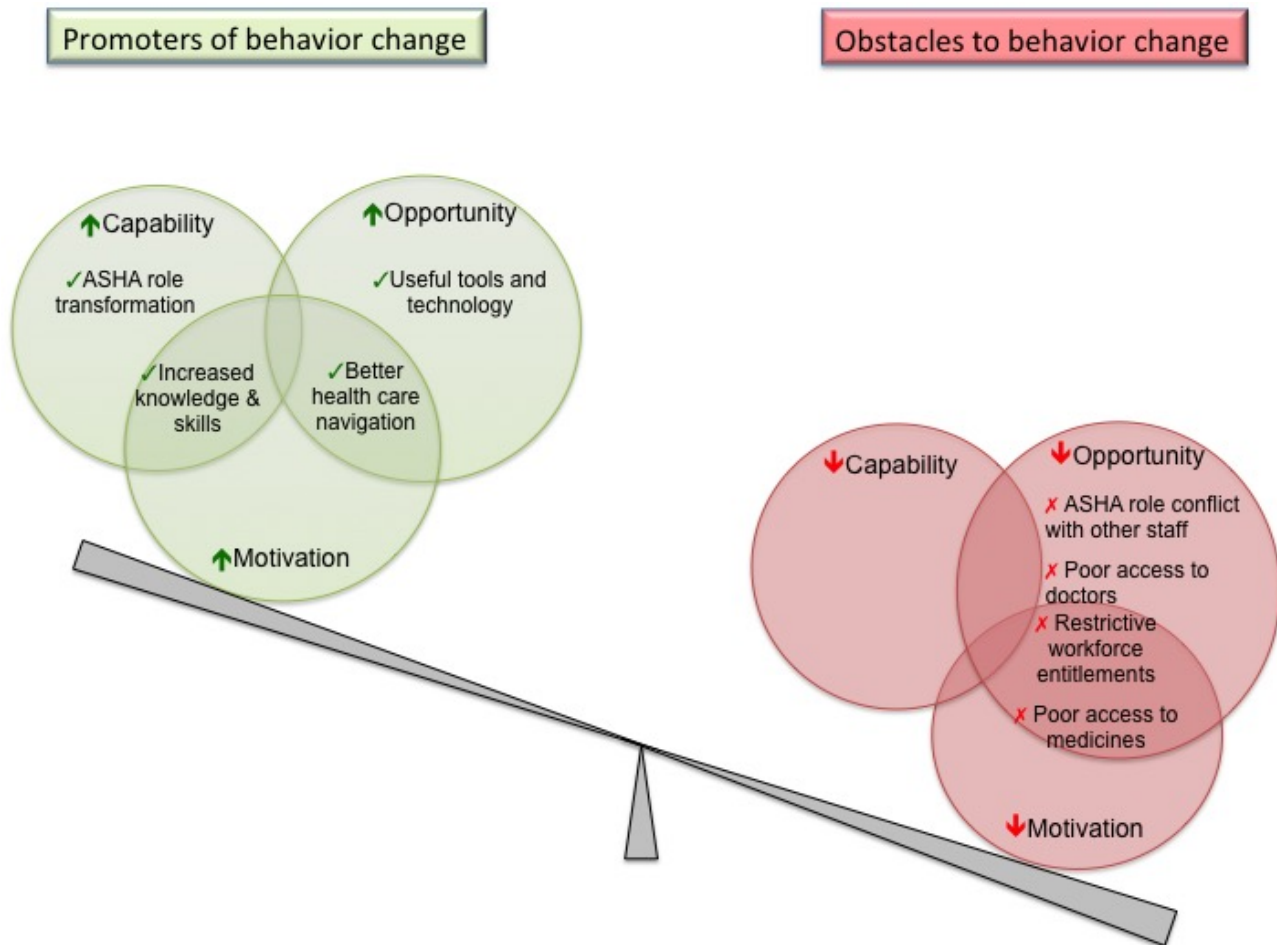 Promoters of behavior change
Obstacles to behavior change
↑Capability
✓ASHA role
transformation
↑Opportunity
✓Useful tools and
technology
✓Increased
knowledge &
skills
✓Better
health care
navigation
↑Motivation
↓Capability
↓Opportunity
✗ ASHA role conflict
with other staff
✗ Poor access to
doctors
✗ Restrictive
workforce
entitlements
✗ Poor access to
medicines
↓Motivation